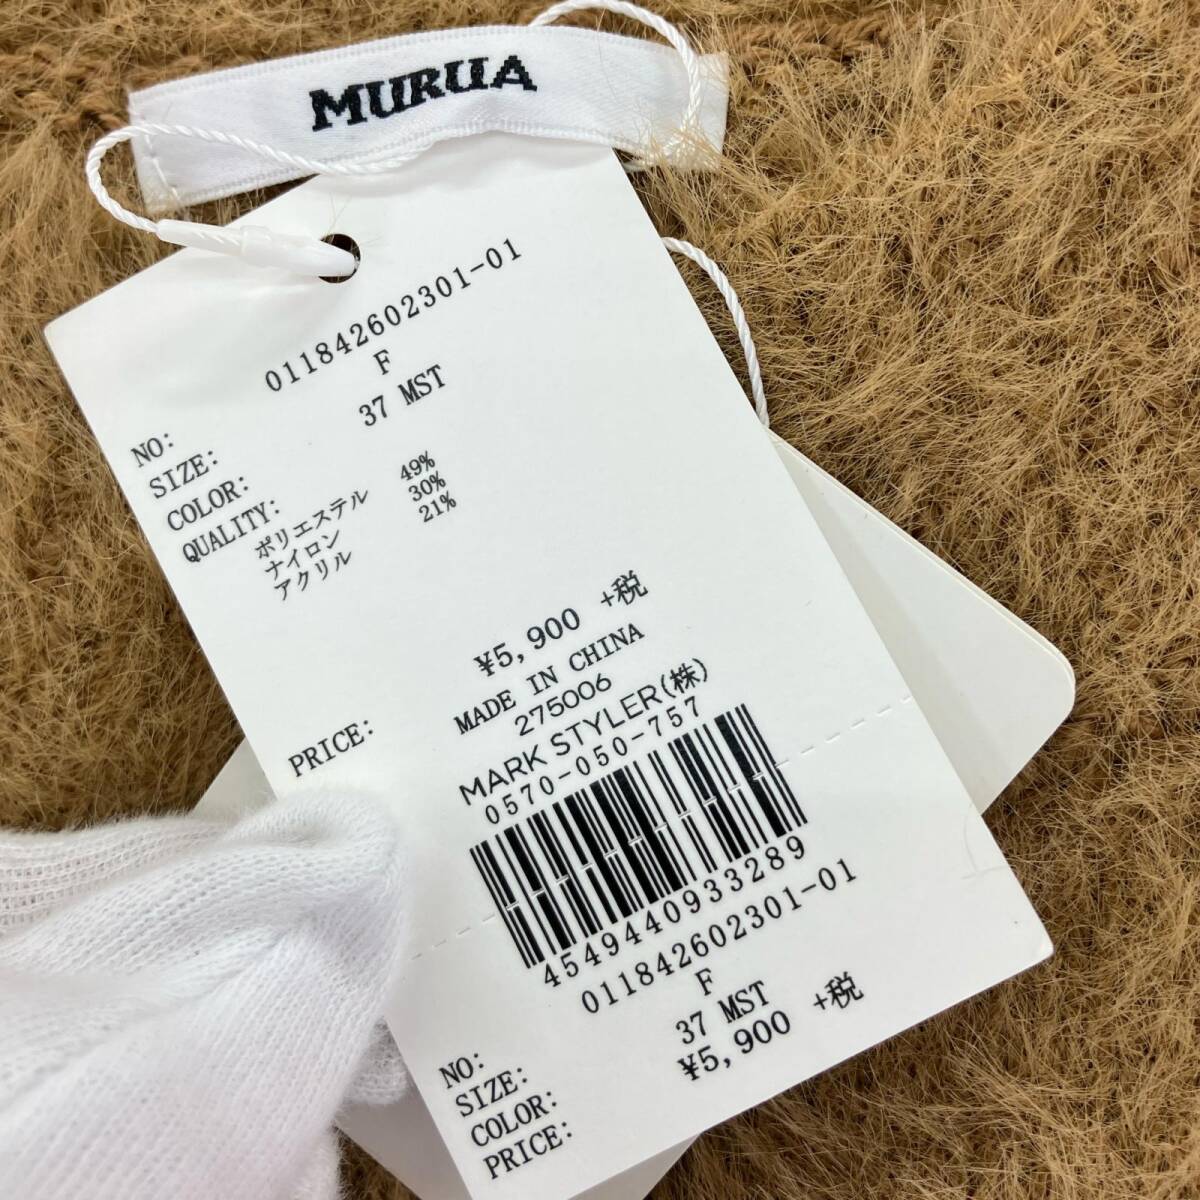 MURUA
NO: 011842602301-01
SIZE: F
COLOR: 37 MST
QUALITY:
ポリエステル 49%
ナイロン 30%
アクリル 21%
PRICE: ¥5,900 +税
MADE IN CHINA
275006
MARK STYLER(株)
0570-050-757
4549440933289
NO: 011842602301-01
SIZE: F
COLOR: 37 MST
PRICE: ¥5,900 +税